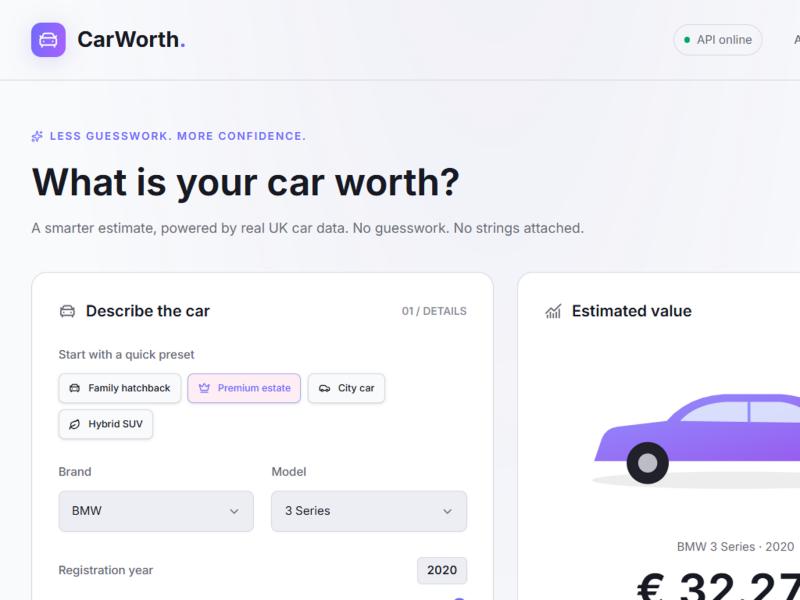 CarWorth.
API online
LESS GUESSWORK. MORE CONFIDENCE.
What is your car worth?
A smarter estimate, powered by real UK car data. No guesswork. No strings attached.
Describe the car
01 / DETAILS
Start with a quick preset
Family hatchback
Premium estate
City car
Hybrid SUV
Brand
Model
BMW
3 Series
Registration year
2020
Estimated value
BMW 3 Series · 2020
€ 32,27